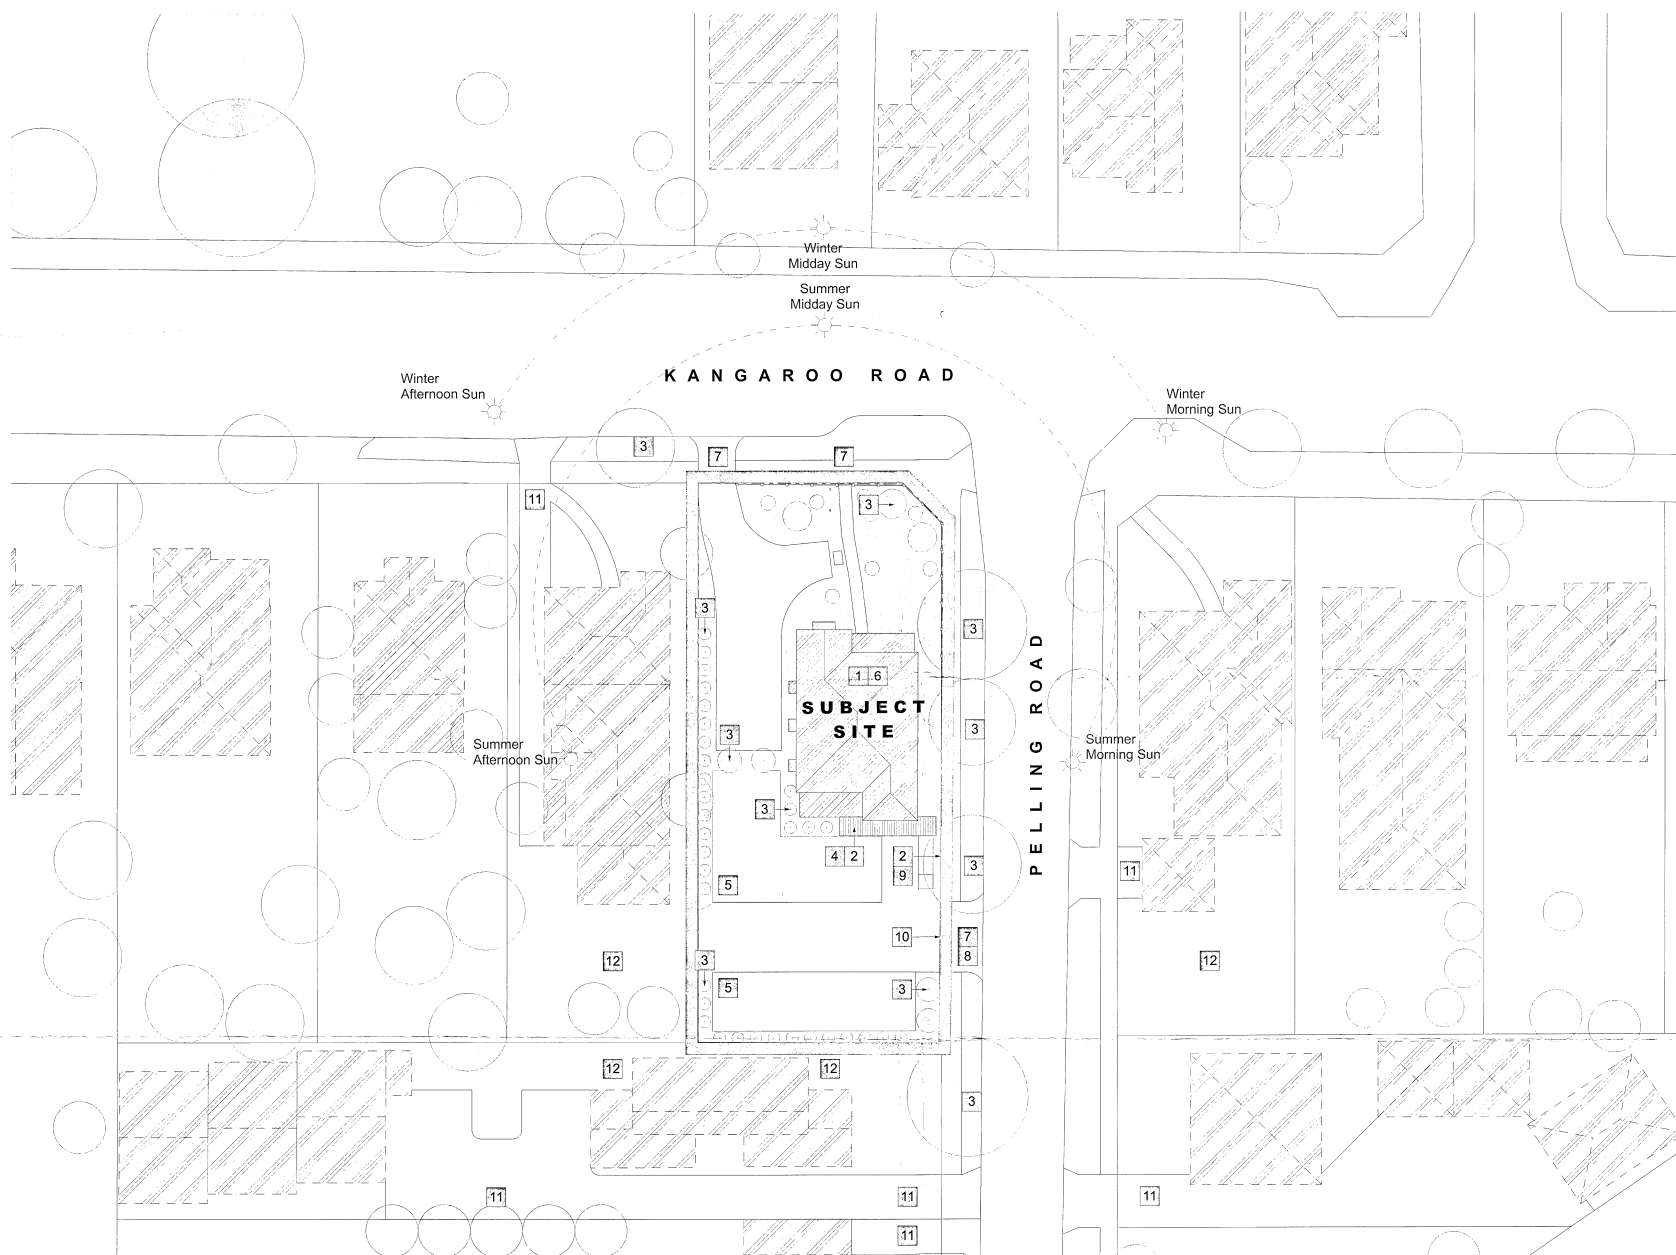 Winter
Midday Sun
Summer
Midday Sun
KANGAROO ROAD
Winter
Afternoon Sun
Winter
Morning Sun
3
7
7
11
3
3
3
1 6
SUBJECT
SITE
3
3
PELLING ROAD
Summer
Afternoon Sun
Summer
Morning Sun
3
4 2
2
9
3
11
5
10
7
8
12
3
12
5
3
12
12
3
11
11
11
11